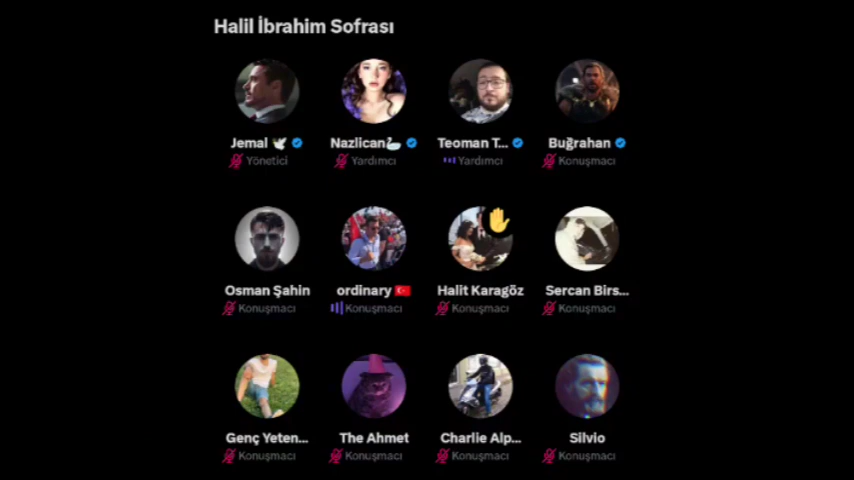 Halil İbrahim Sofrası
Jemal 🕊️ Nazlican🦢 Teoman T... Buğrahan
Yönetici Yardımcı Yardımcı Konuşmacı
Osman Şahin ordinary 🇹🇷 Halit Karagöz Sercan Birs...
Konuşmacı Konuşmacı Konuşmacı Konuşmacı
Genç Yeten... The Ahmet Charlie Alp... Silvio
Konuşmacı Konuşmacı Konuşmacı Konuşmacı